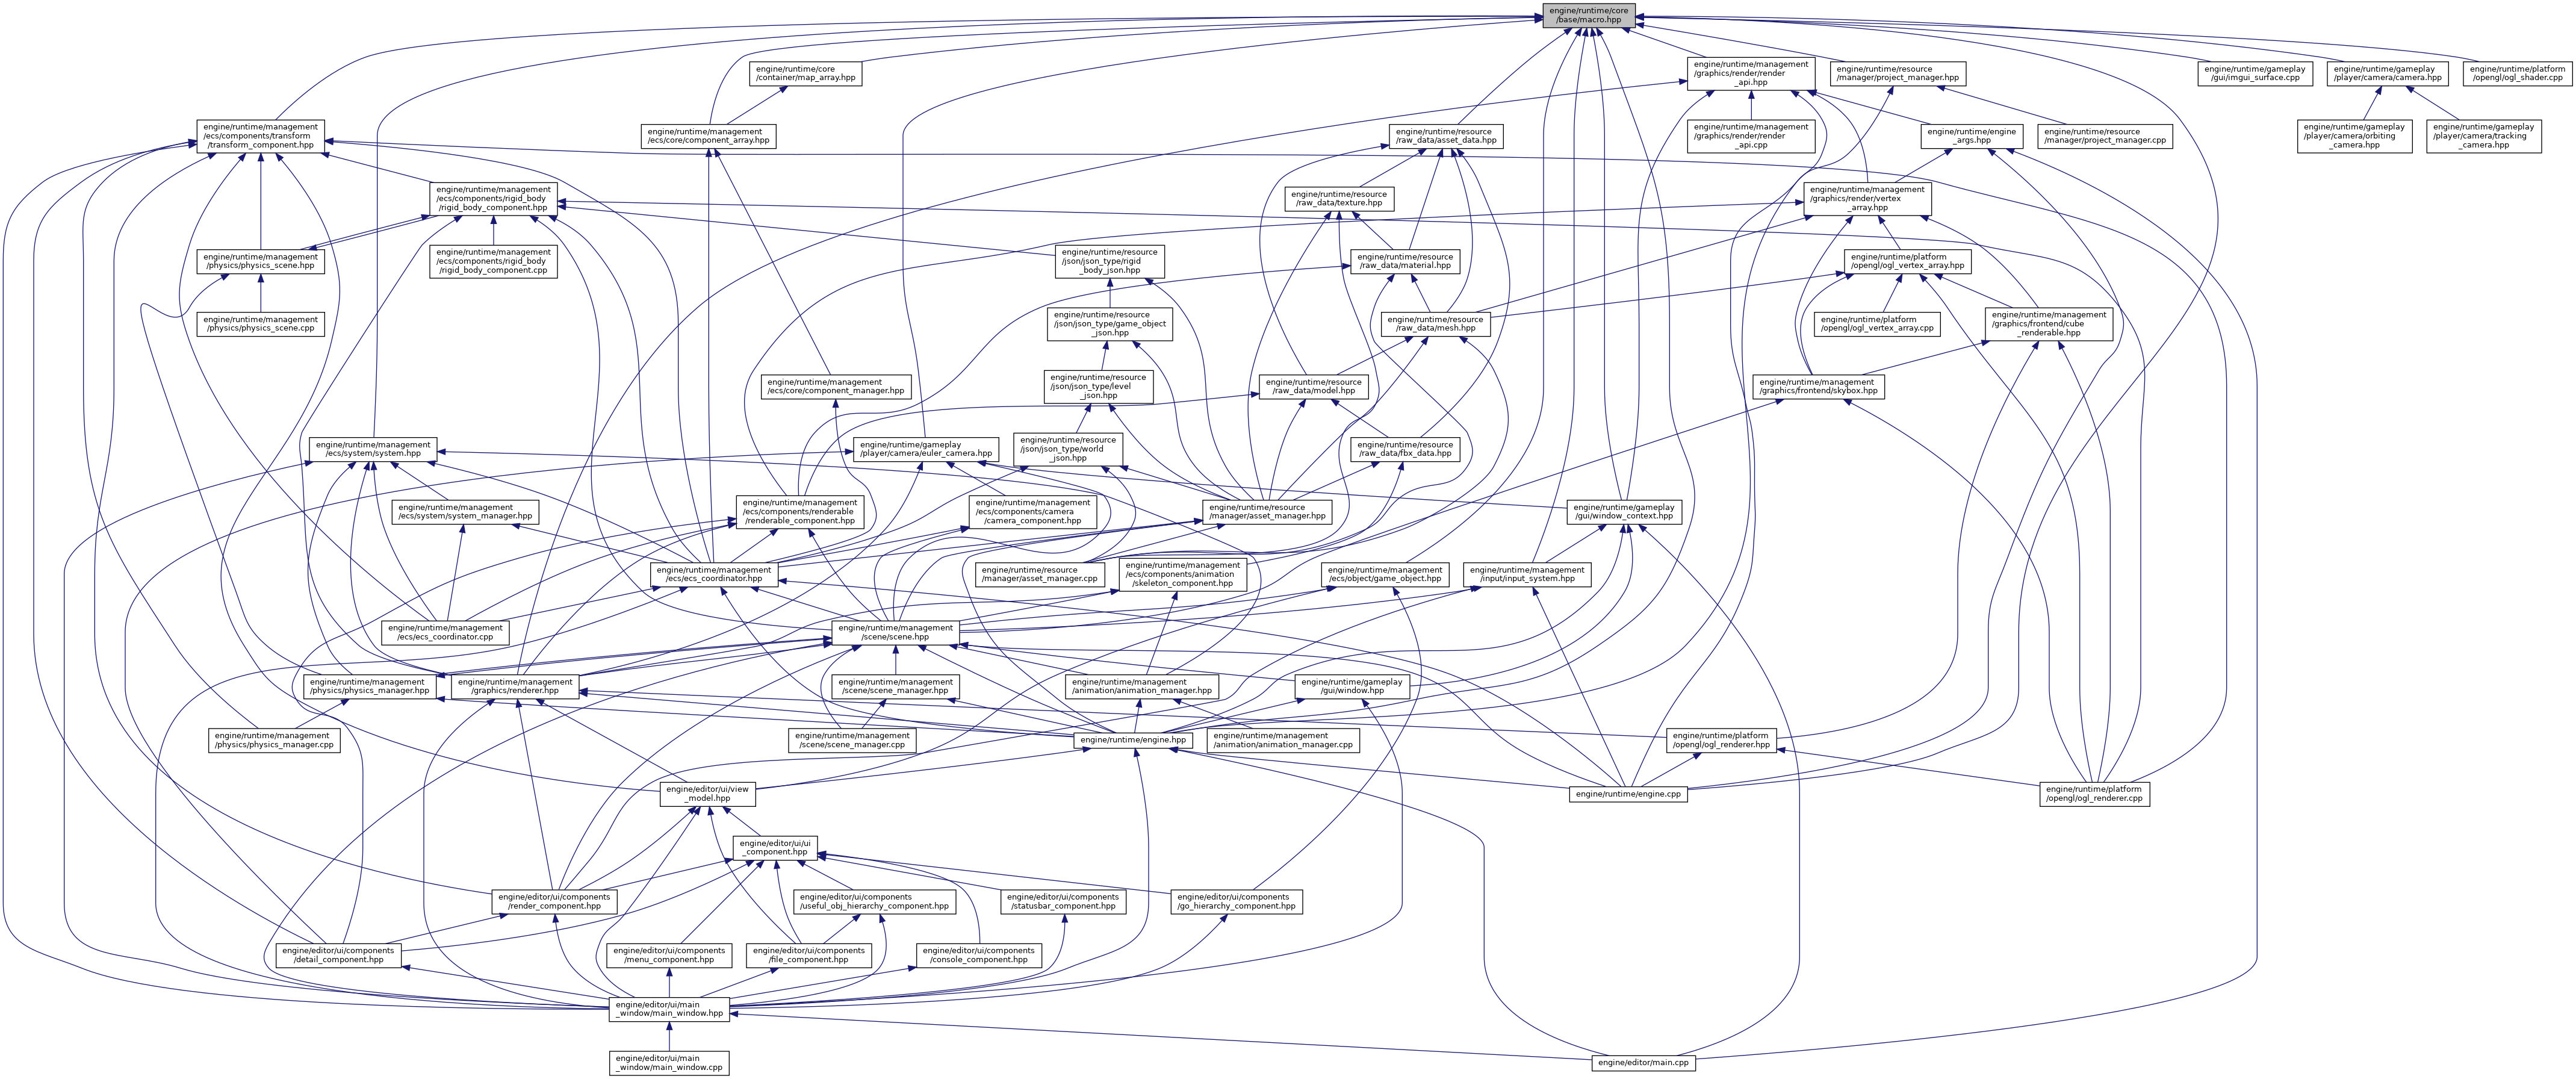 engine/runtime/core
/base/macro.hpp
engine/runtime/core
/container/map_array.hpp
engine/runtime/management
/graphics/render/render
_api.hpp
engine/runtime/resource
/manager/project_manager.hpp
engine/runtime/gameplay
/gui/imgui_surface.cpp
engine/runtime/gameplay
/player/camera/camera.hpp
engine/runtime/platform
/opengl/ogl_shader.cpp
engine/runtime/management
/ecs/components/transform
/transform_component.hpp
engine/runtime/management
/ecs/core/component_array.hpp
engine/runtime/resource
/raw_data/asset_data.hpp
engine/runtime/management
/graphics/render/render
_api.cpp
engine/runtime/engine
_args.hpp
engine/runtime/resource
/manager/project_manager.cpp
engine/runtime/gameplay
/player/camera/orbiting
_camera.hpp
engine/runtime/gameplay
/player/camera/tracking
_camera.hpp
engine/runtime/management
/ecs/components/rigid_body
/rigid_body_component.hpp
engine/runtime/resource
/raw_data/texture.hpp
engine/runtime/management
/graphics/render/vertex
_array.hpp
engine/runtime/management
/physics/physics_scene.hpp
engine/runtime/management
/ecs/components/rigid_body
/rigid_body_component.cpp
engine/runtime/resource
/json/json_type/rigid
_body_json.hpp
engine/runtime/resource
/raw_data/material.hpp
engine/runtime/platform
/opengl/ogl_vertex_array.hpp
engine/runtime/management
/physics/physics_scene.cpp
engine/runtime/resource
/json/json_type/game_object
_json.hpp
engine/runtime/resource
/raw_data/mesh.hpp
engine/runtime/platform
/opengl/ogl_vertex_array.cpp
engine/runtime/management
/graphics/frontend/cube
_renderable.hpp
engine/runtime/management
/ecs/core/component_manager.hpp
engine/runtime/resource
/json/json_type/level
_json.hpp
engine/runtime/resource
/raw_data/model.hpp
engine/runtime/management
/graphics/frontend/skybox.hpp
engine/runtime/management
/ecs/system/system.hpp
engine/runtime/gameplay
/player/camera/euler_camera.hpp
engine/runtime/resource
/json/json_type/world
_json.hpp
engine/runtime/resource
/raw_data/fbx_data.hpp
engine/runtime/management
/ecs/system/system_manager.hpp
engine/runtime/management
/ecs/components/renderable
/renderable_component.hpp
engine/runtime/management
/ecs/components/camera
/camera_component.hpp
engine/runtime/resource
/manager/asset_manager.hpp
engine/runtime/gameplay
/gui/window_context.hpp
engine/runtime/management
/ecs/ecs_coordinator.hpp
engine/runtime/resource
/manager/asset_manager.cpp
engine/runtime/management
/ecs/components/animation
/skeleton_component.hpp
engine/runtime/management
/ecs/object/game_object.hpp
engine/runtime/management
/input/input_system.hpp
engine/runtime/management
/ecs/ecs_coordinator.cpp
engine/runtime/management
/scene/scene.hpp
engine/runtime/management
/physics/physics_manager.hpp
engine/runtime/management
/graphics/renderer.hpp
engine/runtime/management
/scene/scene_manager.hpp
engine/runtime/management
/animation/animation_manager.hpp
engine/runtime/gameplay
/gui/window.hpp
engine/runtime/management
/physics/physics_manager.cpp
engine/runtime/management
/scene/scene_manager.cpp
engine/runtime/engine.hpp
engine/runtime/management
/animation/animation_manager.cpp
engine/runtime/platform
/opengl/ogl_renderer.hpp
engine/editor/ui/view
_model.hpp
engine/runtime/engine.cpp
engine/runtime/platform
/opengl/ogl_renderer.cpp
engine/editor/ui/ui
_component.hpp
engine/editor/ui/components
/render_component.hpp
engine/editor/ui/components
/useful_obj_hierarchy_component.hpp
engine/editor/ui/components
/statusbar_component.hpp
engine/editor/ui/components
/go_hierarchy_component.hpp
engine/editor/ui/components
/detail_component.hpp
engine/editor/ui/components
/menu_component.hpp
engine/editor/ui/components
/file_component.hpp
engine/editor/ui/components
/console_component.hpp
engine/editor/ui/main
_window/main_window.hpp
engine/editor/ui/main
_window/main_window.cpp
engine/editor/main.cpp